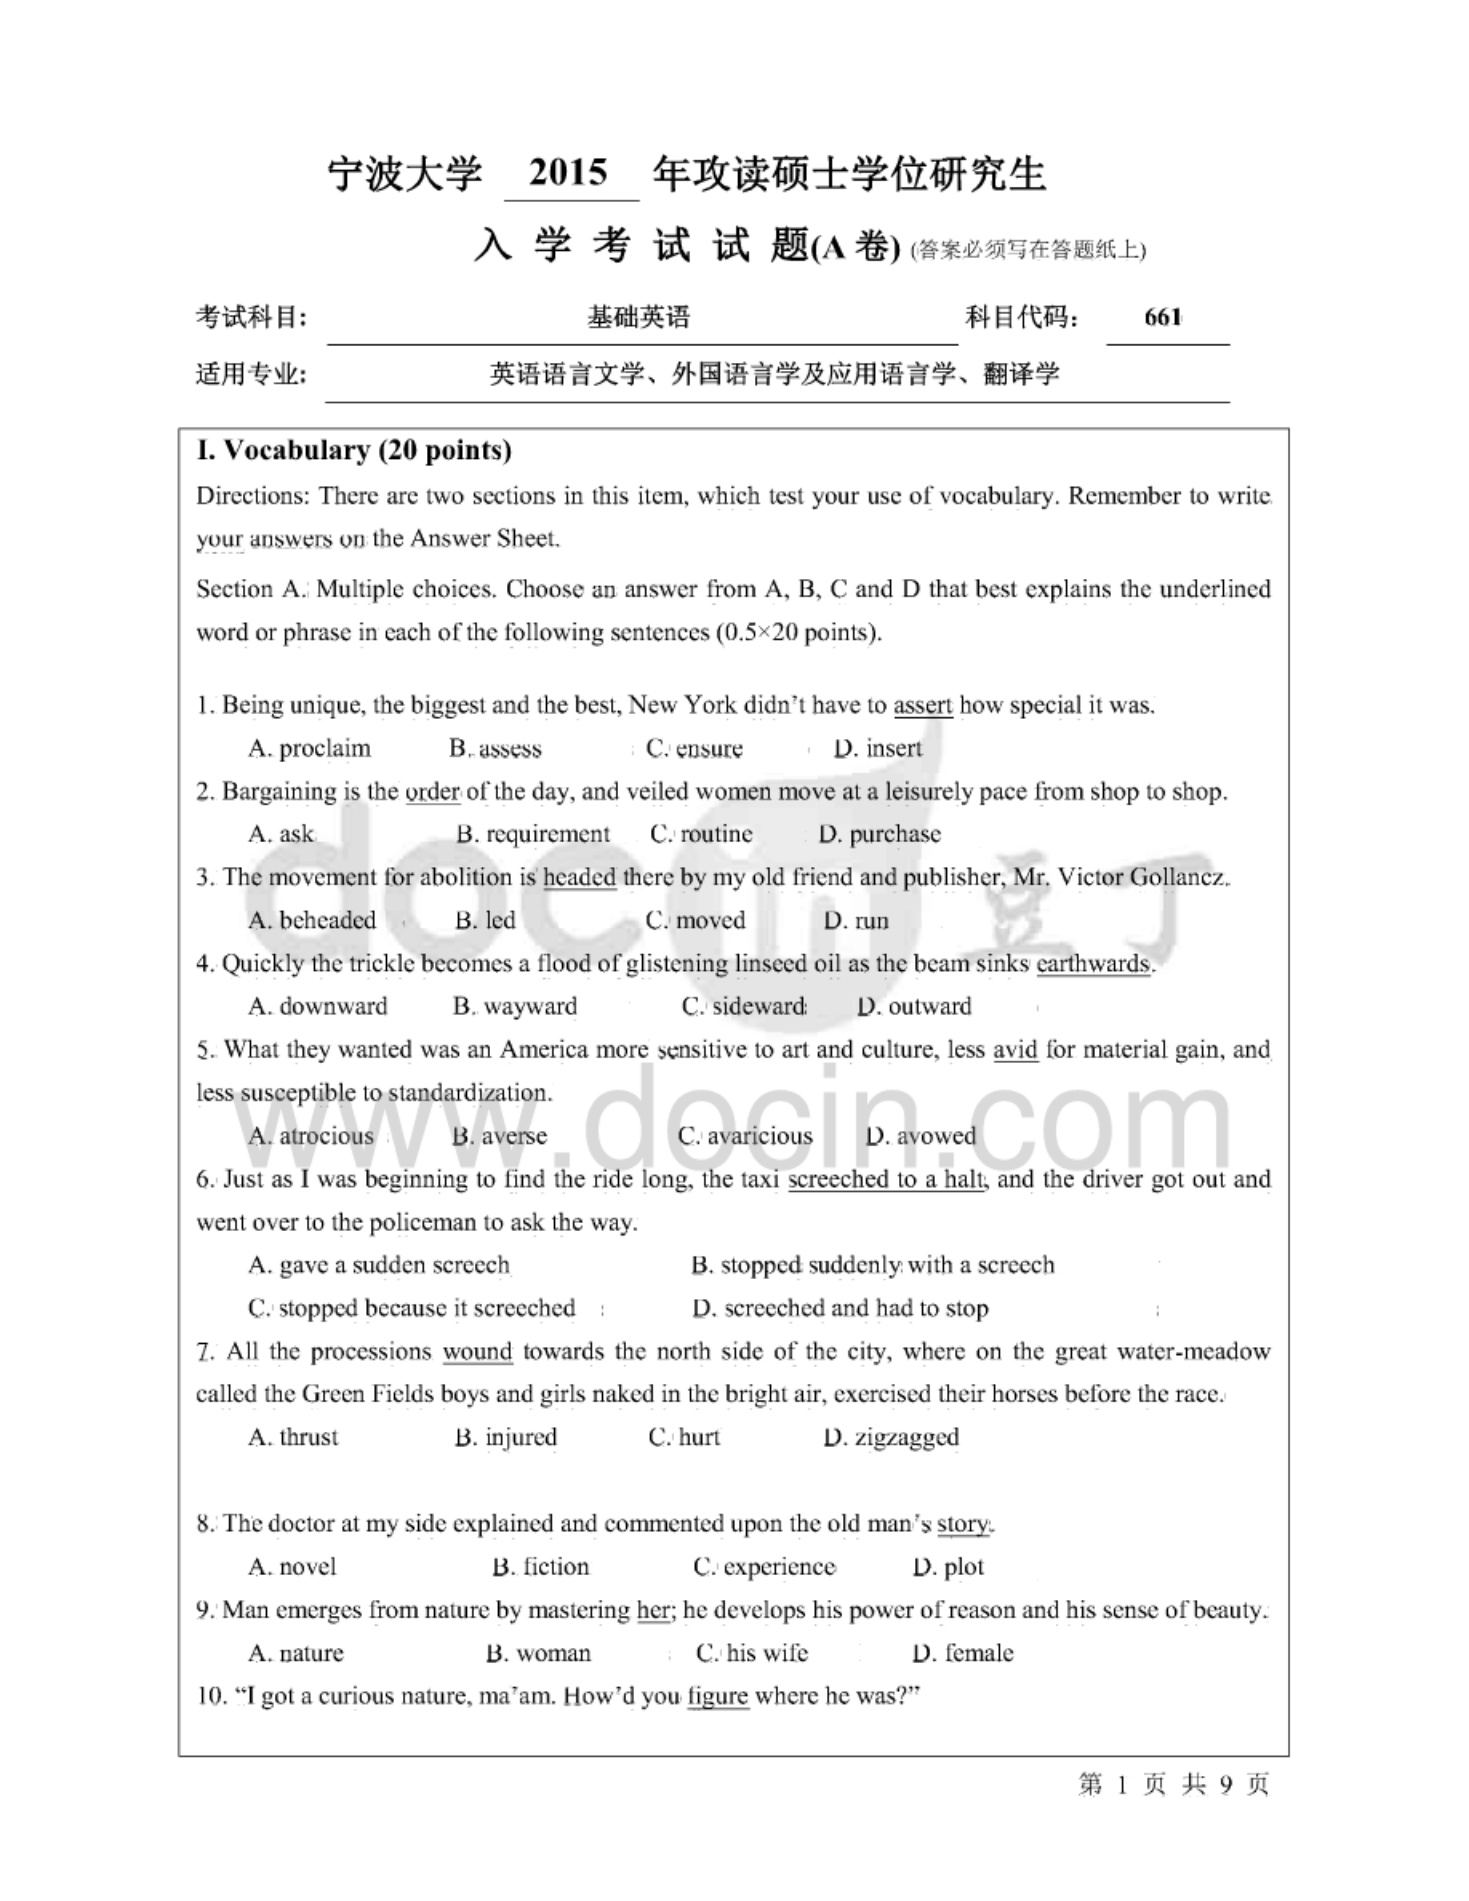 宁波大学 2015 年攻读硕士学位研究生
入 学 考 试 试 题(A 卷) (答案必须写在答题纸上)
考试科目: 基础英语 科目代码: 661
适用专业: 英语语言文学、外国语言学及应用语言学、翻译学
I. Vocabulary (20 points)
Directions: There are two sections in this item, which test your use of vocabulary. Remember to write
your answers on the Answer Sheet.
Section A. Multiple choices. Choose an answer from A, B, C and D that best explains the underlined
word or phrase in each of the following sentences (0.5×20 points).
1. Being unique, the biggest and the best, New York didn't have to assert how special it was.
A. proclaim B. assess C. ensure D. insert
2. Bargaining is the order of the day, and veiled women move at a leisurely pace from shop to shop.
A. ask B. requirement C. routine D. purchase
3. The movement for abolition is headed there by my old friend and publisher, Mr. Victor Gollancz.
A. beheaded B. led C. moved D. run
4. Quickly the trickle becomes a flood of glistening linseed oil as the beam sinks earthwards.
A. downward B. wayward C. sideward D. outward
5. What they wanted was an America more sensitive to art and culture, less avid for material gain, and
less susceptible to standardization.
A. atrocious B. averse C. avaricious D. avowed
6. Just as I was beginning to find the ride long, the taxi screeched to a halt, and the driver got out and
went over to the policeman to ask the way.
A. gave a sudden screech B. stopped suddenly with a screech
C. stopped because it screeched D. screeched and had to stop
7. All the processions wound towards the north side of the city, where on the great water-meadow
called the Green Fields boys and girls naked in the bright air, exercised their horses before the race.
A. thrust B. injured C. hurt D. zigzagged
8. The doctor at my side explained and commented upon the old man's story.
A. novel B. fiction C. experience D. plot
9. Man emerges from nature by mastering her; he develops his power of reason and his sense of beauty.
A. nature B. woman C. his wife D. female
10. “I got a curious nature, ma'am. How'd you figure where he was?”
第 1 页 共 9 页
docin 豆丁
www.docin.com